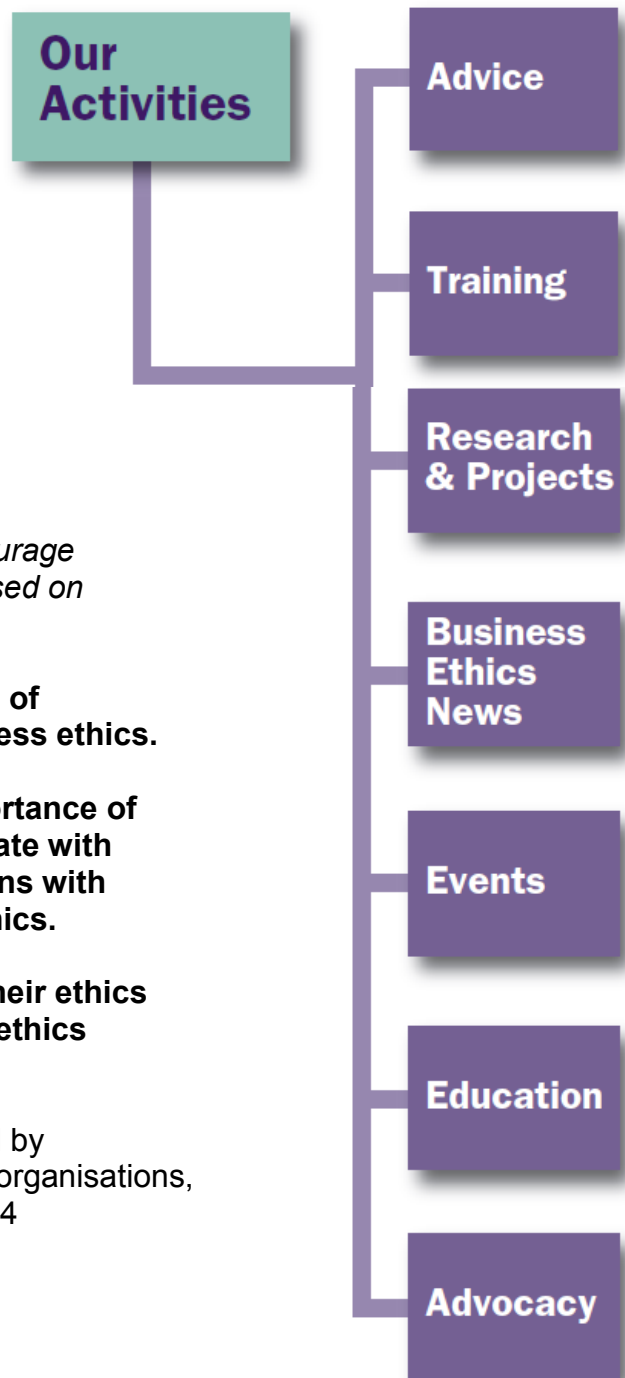 Our
Activities
Advice
Training
Research
& Projects
Business
Ethics
News
Events
Education
Advocacy
urage
sed on
of
ess ethics.
ortance of
ate with
ns with
hics.
heir ethics
ethics
by
organisations,
4